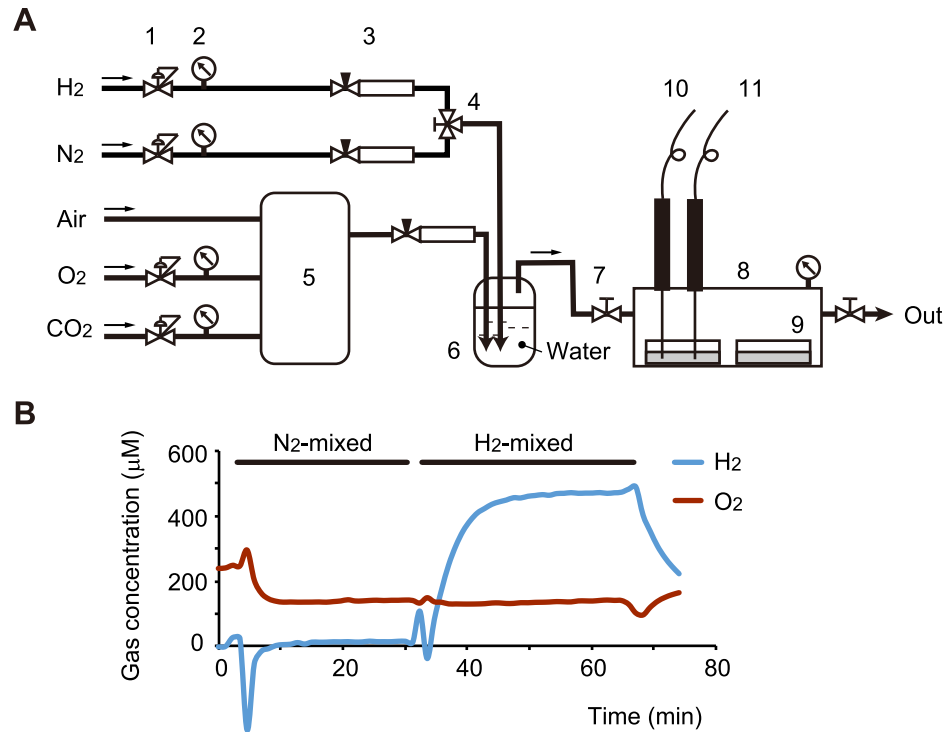 A
1 2 3
H2
4
N2
10 11
Air
5
O2
7 8
CO2
9
Out
6
Water
B
Gas concentration (μM)
N2-mixed H2-mixed
H2
O2
600
400
200
0
0 20 40 60 80
Time (min)